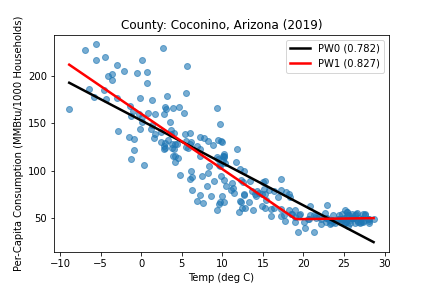 County: Coconino, Arizona (2019)
PW0 (0.782)
PW1 (0.827)
Per-Capita Consumption (MMBtu/1000 Households)
200
150
100
50
−10 −5 0 5 10 15 20 25 30
Temp (deg C)